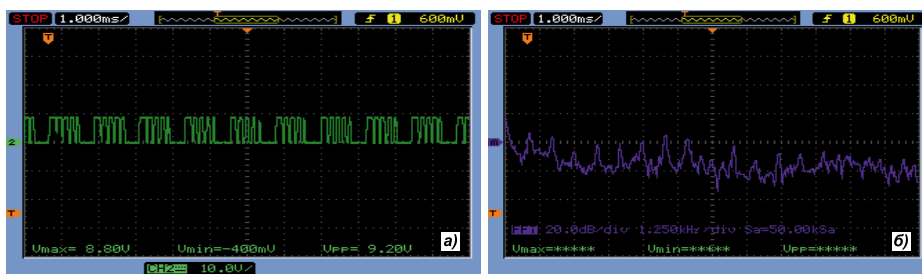 STOP 1.000ms/ 1 600mV
T
2
T
Vmax= 8.80V Vmin=-400mV Vpp= 9.20V
а)
CH2 10.0V/
STOP 1.000ms/ 1 600mV
T
m
T
FFT 20.0dB/div 1.250kHz/div Sa=50.00kSa
Vmax=***** Vmin=***** Vpp=*****
б)